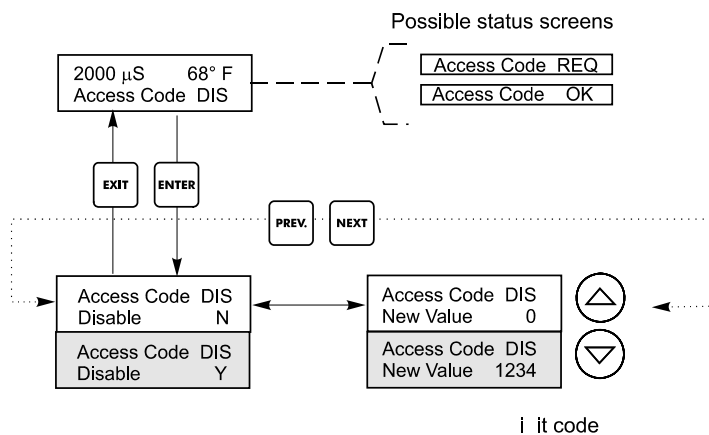 Possible status screens
2000 μS 68° F
Access Code DIS
Access Code REQ
Access Code OK
EXIT
ENTER
PREV.
NEXT
Access Code DIS
Disable N
Access Code DIS
Disable Y
Access Code DIS
New Value 0
Access Code DIS
New Value 1234
code